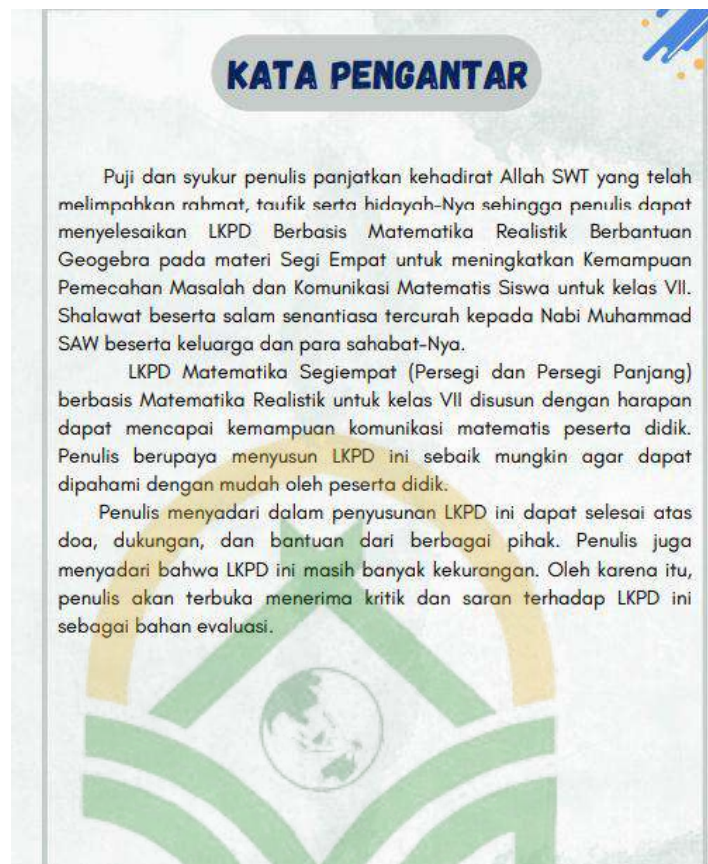 KATA PENGANTAR
Puji dan syukur penulis panjatkan kehadirat Allah SWT yang telah
melimpahkan rahmat, taufik serta hidayah-Nya sehingga penulis dapat
menyelesaikan LKPD Berbasis Matematika Realistik Berbantuan
Geogebra pada materi Segi Empat untuk meningkatkan Kemampuan
Pemecahan Masalah dan Komunikasi Matematis Siswa untuk kelas VII.
Shalawat beserta salam senantiasa tercurah kepada Nabi Muhammad
SAW beserta keluarga dan para sahabat-Nya.
LKPD Matematika Segiempat (Persegi dan Persegi Panjang)
berbasis Matematika Realistik untuk kelas VII disusun dengan harapan
dapat mencapai kemampuan komunikasi matematis peserta didik.
Penulis berupaya menyusun LKPD ini sebaik mungkin agar dapat
dipahami dengan mudah oleh peserta didik.
Penulis menyadari dalam penyusunan LKPD ini dapat selesai atas
doa, dukungan, dan bantuan dari berbagai pihak. Penulis juga
menyadari bahwa LKPD ini masih banyak kekurangan. Oleh karena itu,
penulis akan terbuka menerima kritik dan saran terhadap LKPD ini
sebagai bahan evaluasi.